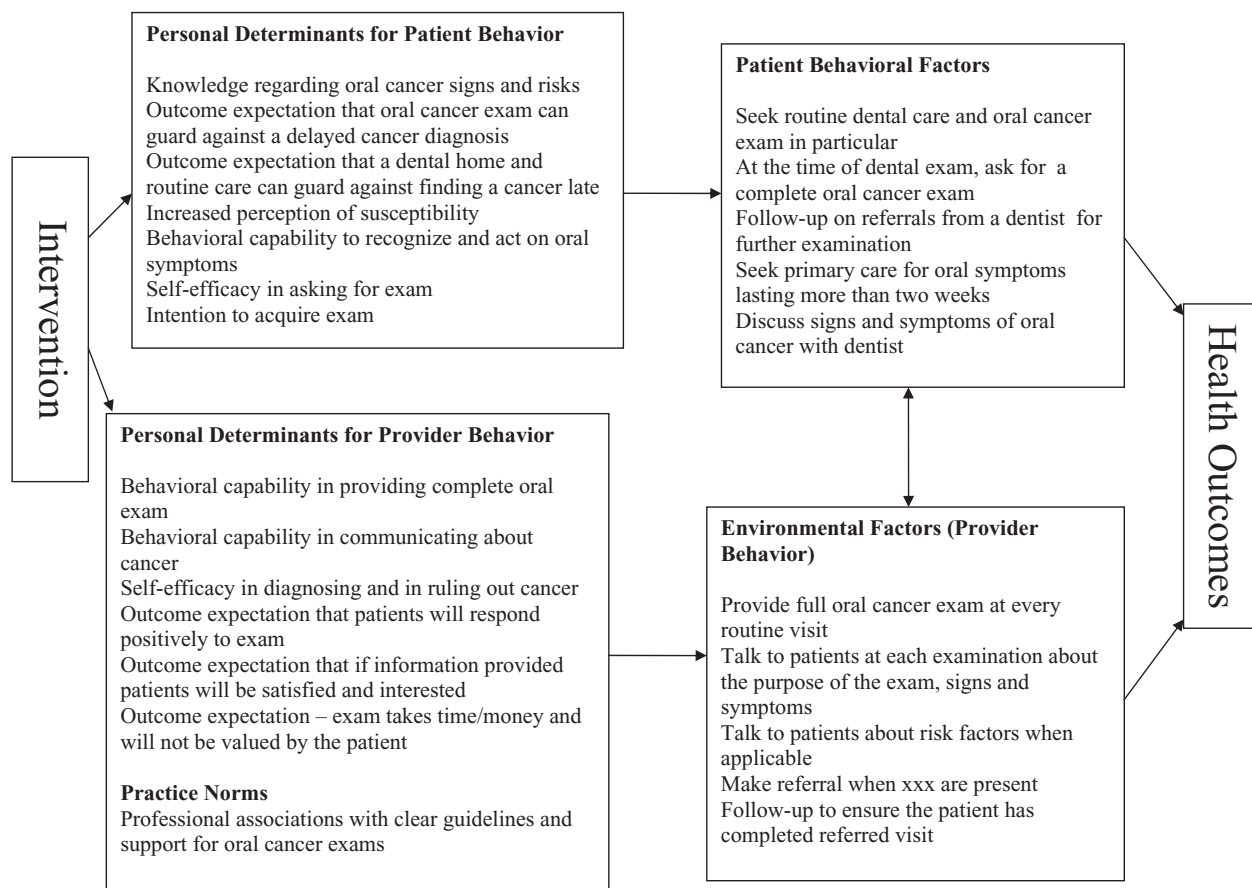 Intervention
Personal Determinants for Patient Behavior
Knowledge regarding oral cancer signs and risks
Outcome expectation that oral cancer exam can
guard against a delayed cancer diagnosis
Outcome expectation that a dental home and
routine care can guard against finding a cancer late
Increased perception of susceptibility
Behavioral capability to recognize and act on oral
symptoms
Self-efficacy in asking for exam
Intention to acquire exam
Personal Determinants for Provider Behavior
Behavioral capability in providing complete oral
exam
Behavioral capability in communicating about
cancer
Self-efficacy in diagnosing and in ruling out cancer
Outcome expectation that patients will respond
positively to exam
Outcome expectation that if information provided
patients will be satisfied and interested
Outcome expectation – exam takes time/money and
will not be valued by the patient
Practice Norms
Professional associations with clear guidelines and
support for oral cancer exams
Patient Behavioral Factors
Seek routine dental care and oral cancer
exam in particular
At the time of dental exam, ask for a
complete oral cancer exam
Follow-up on referrals from a dentist for
further examination
Seek primary care for oral symptoms
lasting more than two weeks
Discuss signs and symptoms of oral
cancer with dentist
Environmental Factors (Provider
Behavior)
Provide full oral cancer exam at every
routine visit
Talk to patients at each examination about
the purpose of the exam, signs and
symptoms
Talk to patients about risk factors when
applicable
Make referral when xxx are present
Follow-up to ensure the patient has
completed referred visit
Health Outcomes